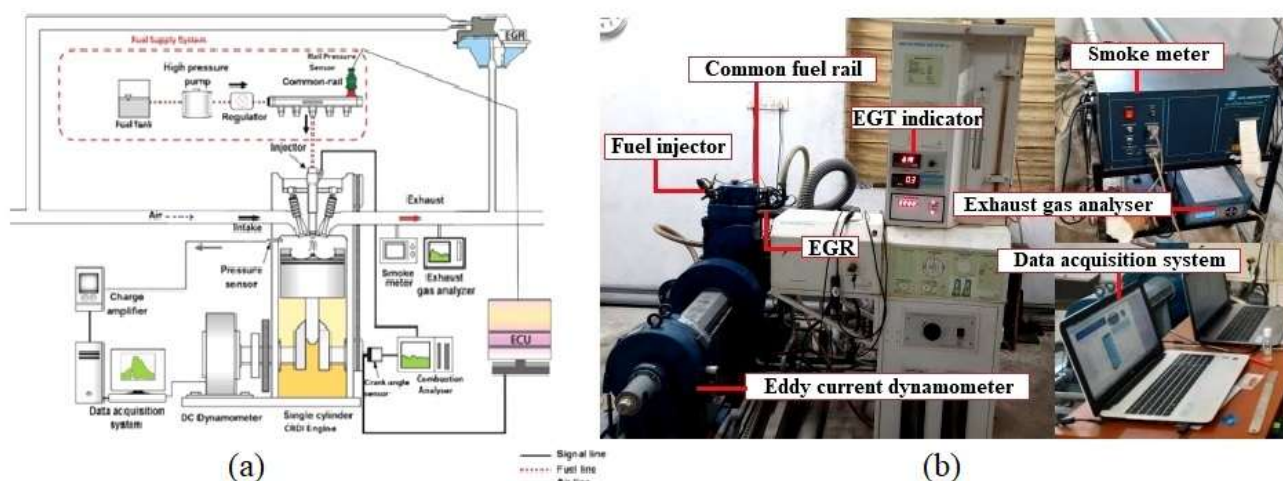 EGR
Fuel Supply System
Rail Pressure
Sensor
High pressure
pump
Common-rail
Fuel Tank
Regulator
Injector
Exhaust
Air
Intake
Pressure
sensor
Smoke
meter
Exhaust
gas analyzer
Charge
amplifier
ECU
Crank angle
sensor
Combustion
Analyser
Data acquisition
system
DC Dynamometer
Single cylinder
CRDI Engine
Signal line
Fuel line
Air line
(a)
Common fuel rail
EGT indicator
Fuel injector
EGR
Eddy current dynamometer
Smoke meter
Exhaust gas analyser
Data acquisition system
(b)